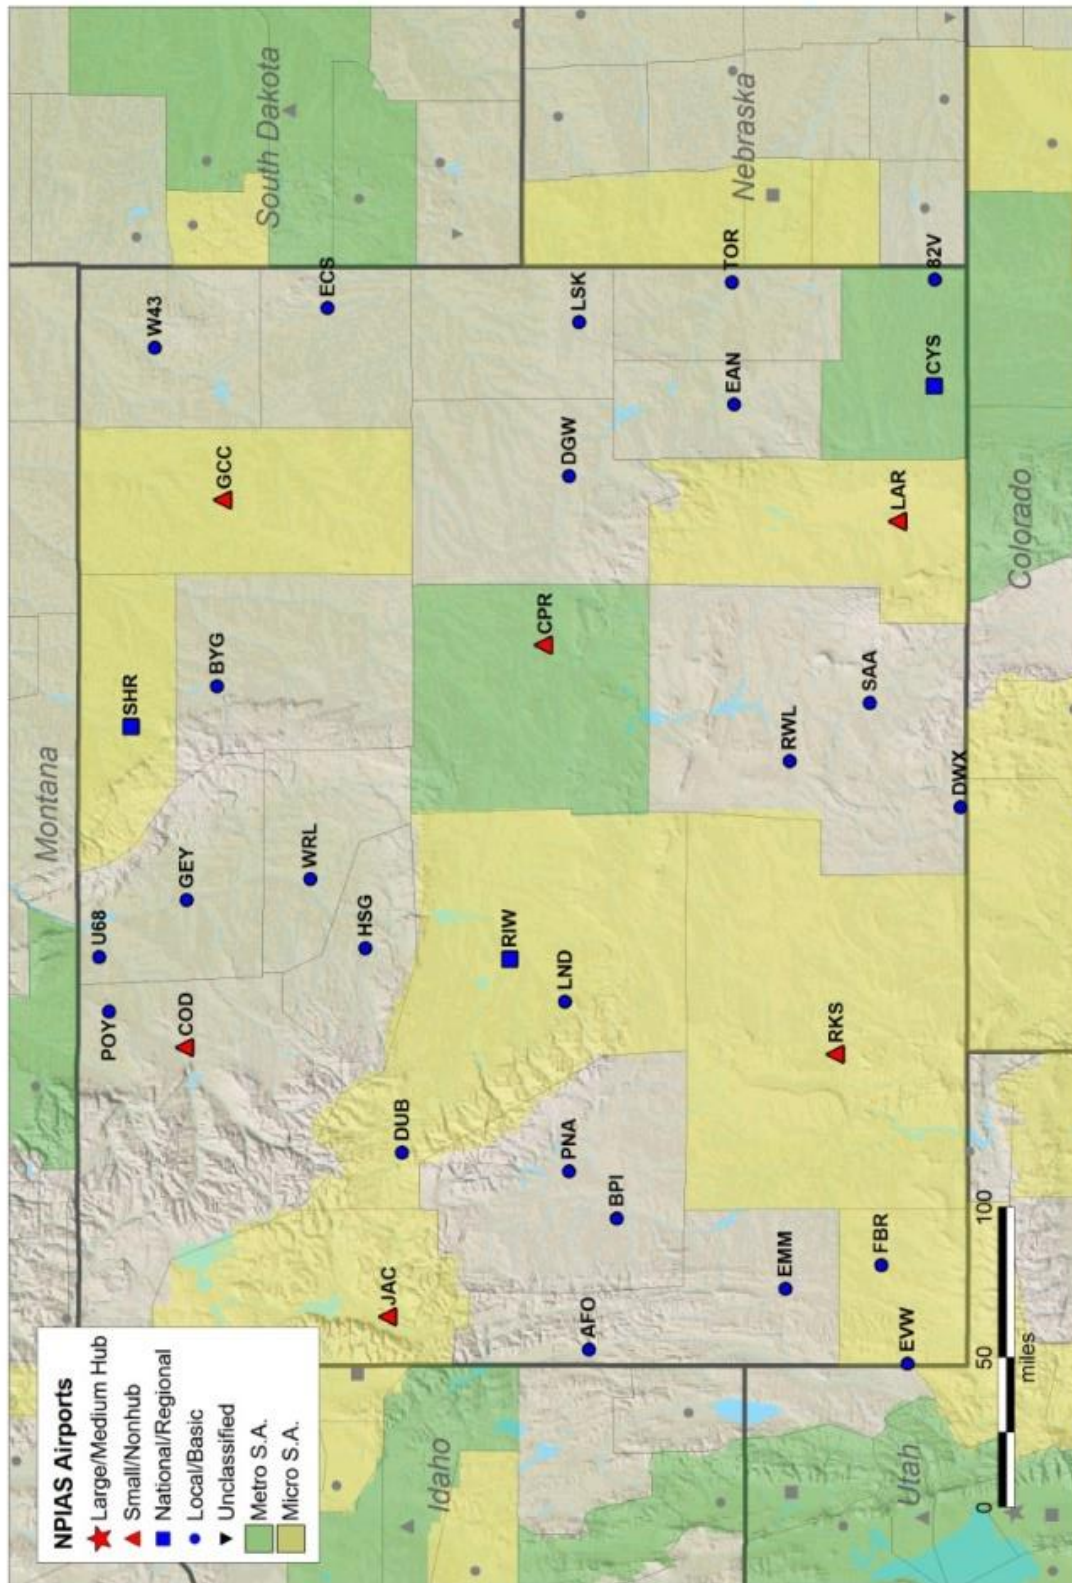 NPIAS Airports
Large/Medium Hub
Small/Nonhub
National/Regional
Local/Basic
Unclassified
Metro S.A.
Micro S.A.
Montana
South Dakota
Nebraska
Colorado
Utah
Idaho
POY
U68
COD
GEY
SHR
BYG
GCC
W43
ECS
WRL
HSG
JAC
DUB
RIW
LND
CPR
DGW
LSK
AFO
PNA
BPI
EAN
TOR
EMM
RKS
RWL
SAA
LAR
CYS
82V
FBR
EVW
DWX
0
50
100
miles